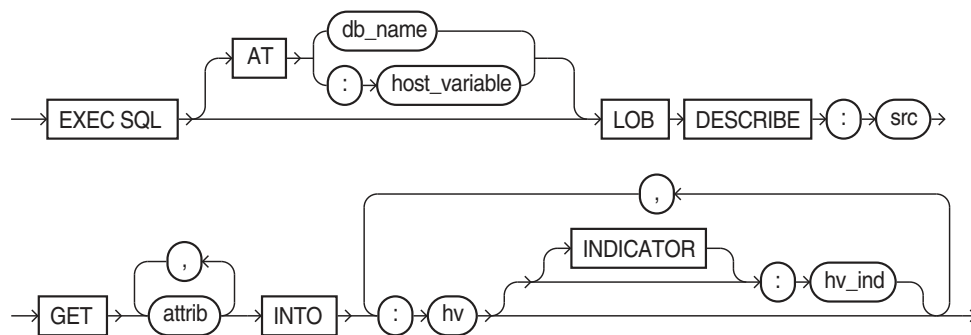 AT db_name
: host_variable
EXEC SQL LOB DESCRIBE : src
,
, INDICATOR : hv_ind
GET attrib INTO : hv